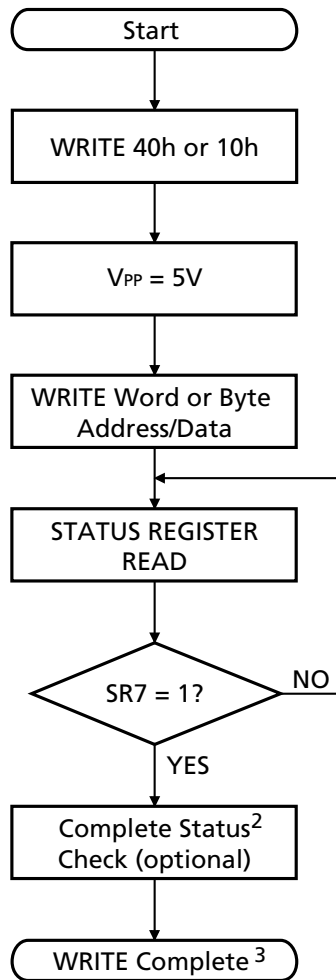 Start
WRITE 40h or 10h
VPP = 5V
WRITE Word or Byte
Address/Data
STATUS REGISTER
READ
SR7 = 1?
NO
YES
Complete Status2
Check (optional)
WRITE Complete 3